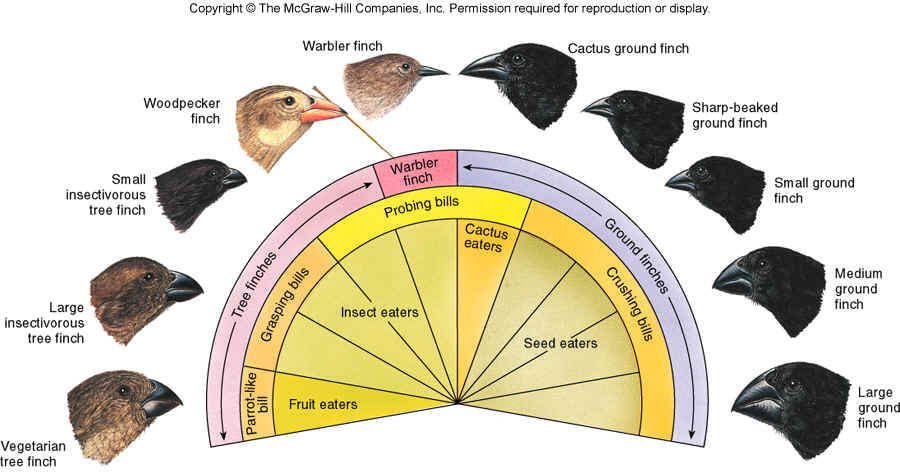 Copyright © The McGraw-Hill Companies, Inc. Permission required for reproduction or display.
Warbler finch
Cactus ground finch
Woodpecker
finch
Sharp-beaked
ground finch
Small
insectivorous
tree finch
Small ground
finch
Large
insectivorous
tree finch
Medium
ground
finch
Vegetarian
tree finch
Large
ground
finch
Warbler
finch
Tree finches
Ground finches
Probing bills
Grasping bills
Crushing bills
Parrot-like
bill
Cactus
eaters
Insect eaters
Seed eaters
Fruit eaters